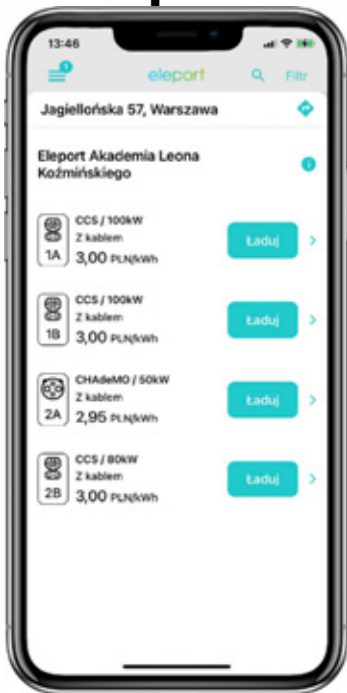 13:46
1
eleport
Filtr
Jagiellońska 57, Warszawa
Eleport Akademia Leona
Koźmińskiego
i
CCS / 100kW
Z kablem
1A
3,00 PLN/kWh
Ładuj
CCS / 100kW
Z kablem
1B
3,00 PLN/kWh
Ładuj
CHAdeMO / 50kW
Z kablem
2A
2,95 PLN/kWh
Ładuj
CCS / 80kW
Z kablem
2B
3,00 PLN/kWh
Ładuj